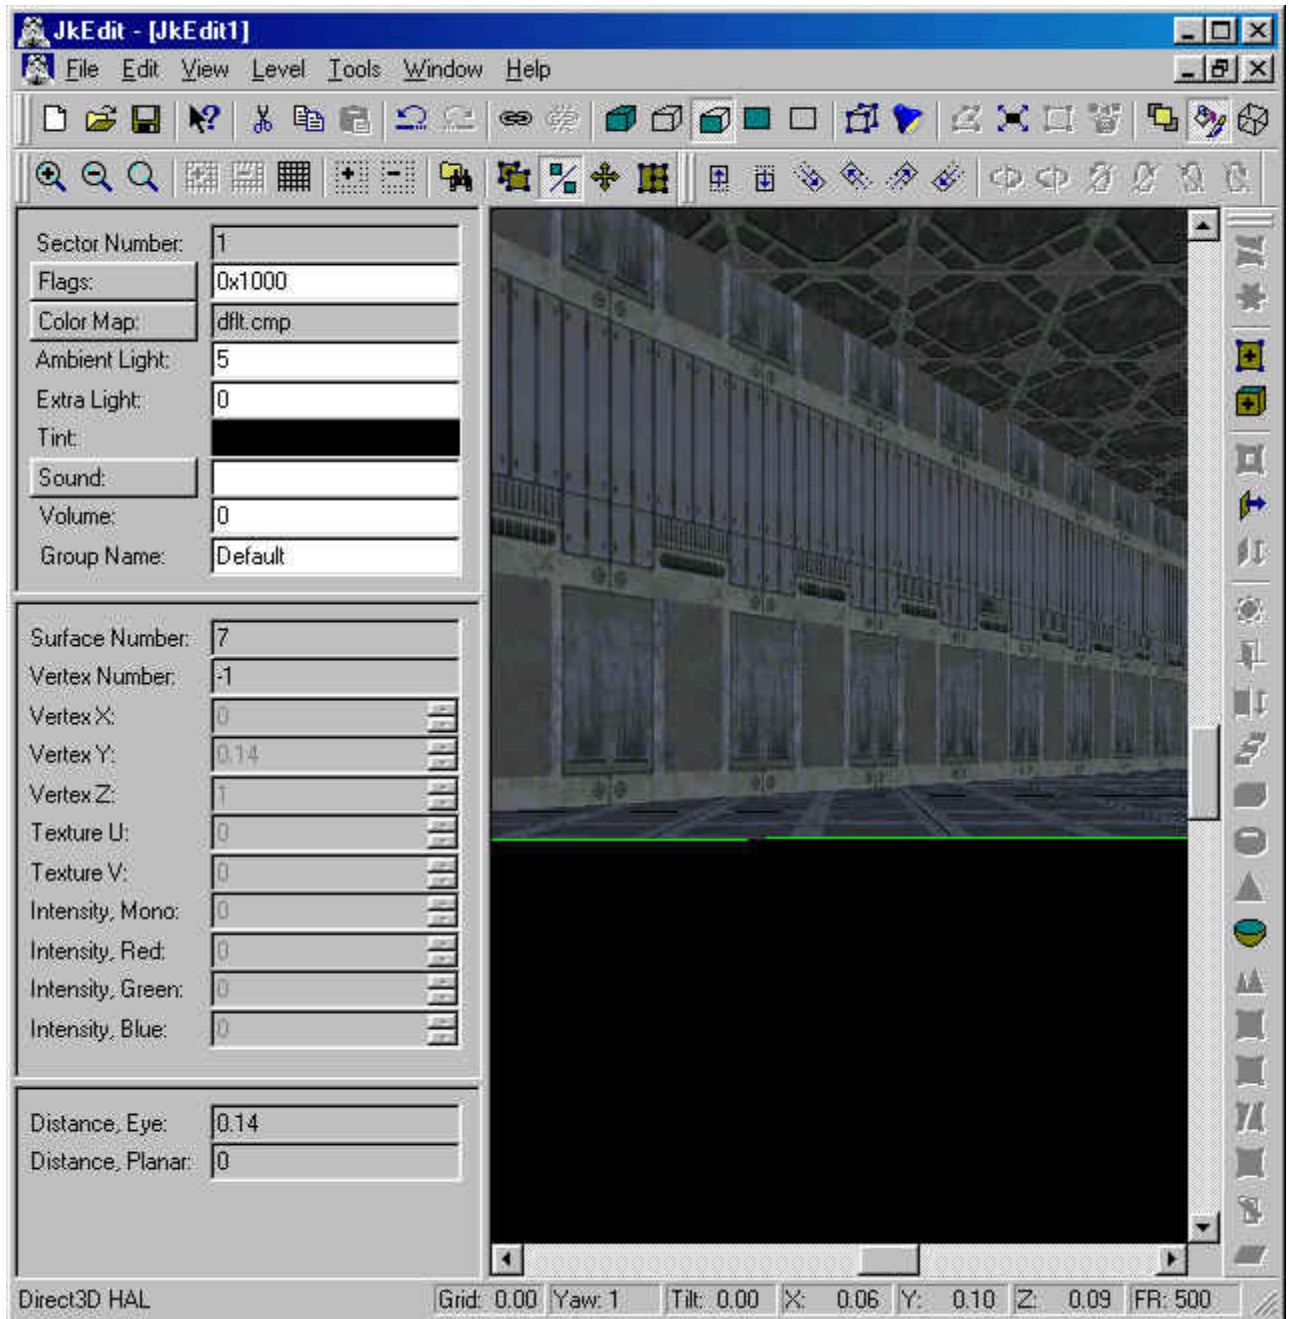 JkEdit - [JkEdit1]
File Edit View Level Tools Window Help
Sector Number: 1
Flags: 0x1000
Color Map: dflt.cmp
Ambient Light: 5
Extra Light: 0
Tint:
Sound:
Volume: 0
Group Name: Default
Surface Number: 7
Vertex Number: -1
Vertex X: 0
Vertex Y: 0.14
Vertex Z: 1
Texture U: 0
Texture V: 0
Intensity, Mono: 0
Intensity, Red: 0
Intensity, Green: 0
Intensity, Blue: 0
Distance, Eye: 0.14
Distance, Planar: 0
Direct3D HAL Grid: 0.00 Yaw: 1 Tilt: 0.00 X: 0.06 Y: 0.10 Z: 0.09 FR: 500